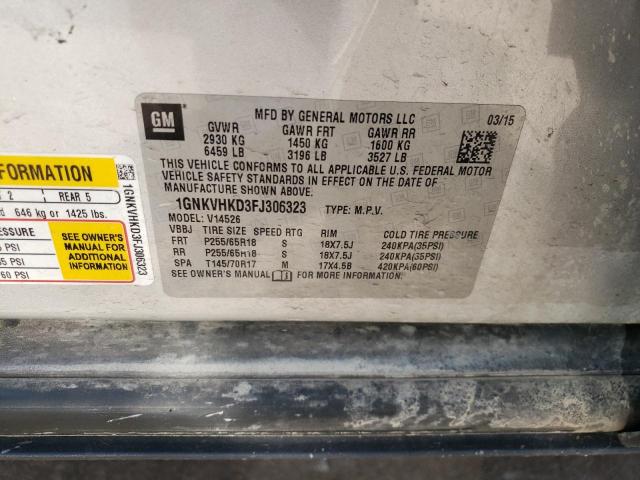 GM
MFD BY GENERAL MOTORS LLC 03/15
GVWR GAWR FRT GAWR RR
2930 KG 1450 KG 1600 KG
6459 LB 3196 LB 3527 LB
THIS VEHICLE CONFORMS TO ALL APPLICABLE U.S. FEDERAL MOTOR
VEHICLE SAFETY STANDARDS IN EFFECT ON THE DATE OF
MANUFACTURE SHOWN ABOVE.
1GNKVHKD3FJ306323 TYPE: M.P.V.
MODEL: V14526
VBBJ TIRE SIZE SPEED RTG RIM COLD TIRE PRESSURE
FRT P255/65R18 S 18X7.5J 240KPA(35PSI)
RR P255/65R18 S 18X7.5J 240KPA(35PSI)
SPA T145/70R17 M 17X4.5B 420KPA(60PSI)
SEE OWNER'S MANUAL FOR MORE INFORMATION.
FORMATION
2 REAR 5
646 kg or 1425 lbs.
SEE OWNER'S
MANUAL FOR
ADDITIONAL
INFORMATION
PSI
PSI
60 PSI
1GNKVHKD3FJ306323